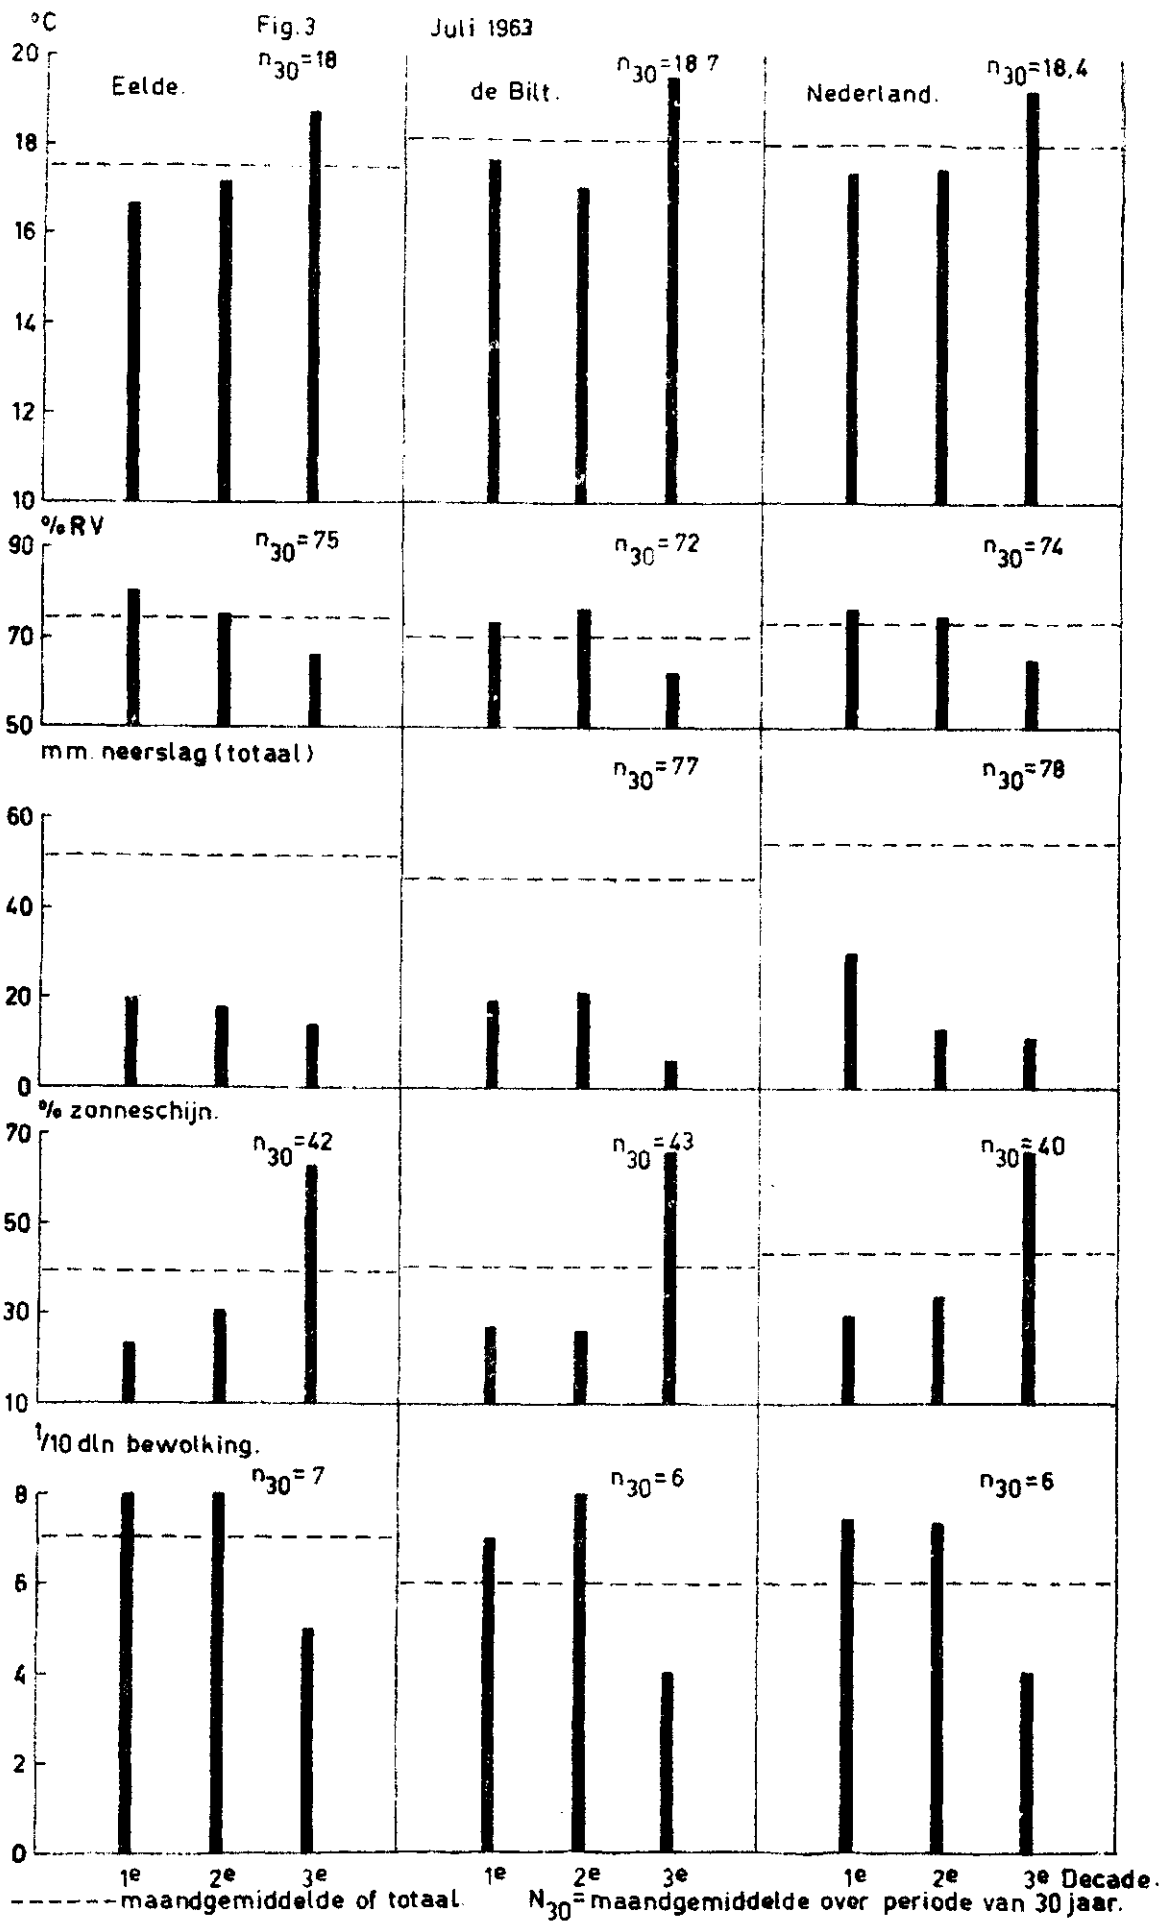 °C Fig.3 Juli 1963
20
Eelde. n30=18 de Bilt. n30=18 7 Nederland. n30=18,4
18
16
14
12
10
% RV
90 n30=75 n30=72 n30=74
70
50
mm. neerslag (totaal) n30=77 n30=78
60
40
20
0
% zonneschijn.
70 n30=42 n30=43 n30=40
50
30
10
1/10 dln bewolking.
n30=7 n30=6 n30=6
8
6
4
2
0
1e 2e 3e 1e 2e 3e 1e 2e 3e Decade.
------maandgemiddelde of totaal. N30=maandgemiddelde over periode van 30 jaar.